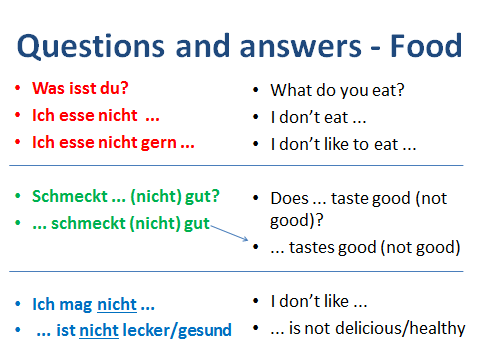 Questions and answers - Food
• Was isst du?
• Ich esse nicht ...
• Ich esse nicht gern ...
• What do you eat?
• I don’t eat ...
• I don’t like to eat ...
• Schmeckt ... (nicht) gut?
• ... schmeckt (nicht) gut
• Does ... taste good (not
good)?
• ... tastes good (not good)
• Ich mag nicht ...
• ... ist nicht lecker/gesund
• I don’t like ...
• ... is not delicious/healthy